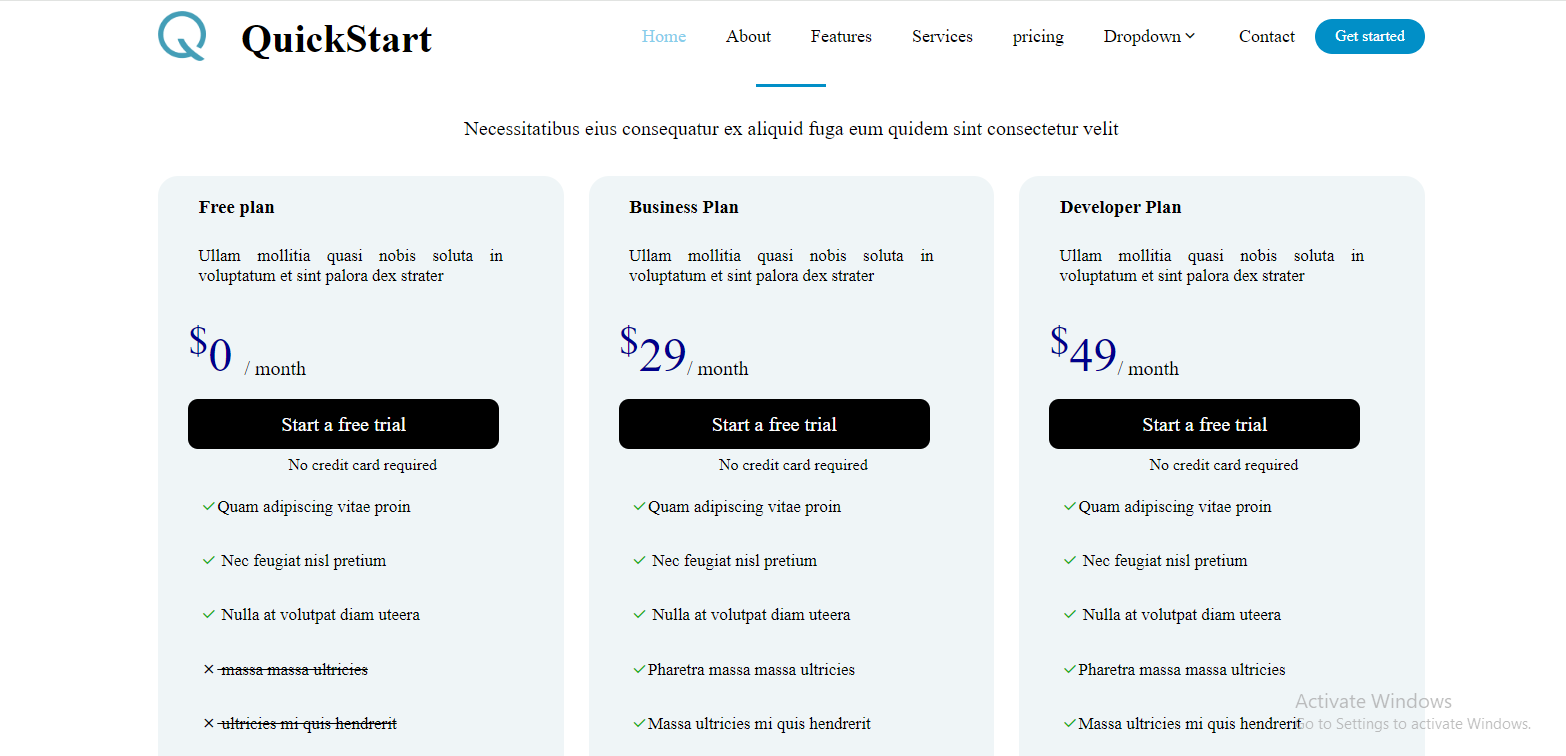 QuickStart
Home About Features Services pricing Dropdown Contact Get started
Necessitatibus eius consequatur ex aliquid fuga eum quidem sint consectetur velit
Free plan
Ullam mollitia quasi nobis soluta in
voluptatum et sint palora dex strater
$0 / month
Start a free trial
No credit card required
Quam adipiscing vitae proin
Nec feugiat nisl pretium
Nulla at volutpat diam uteera
massa massa ultricies
ultricies mi quis hendrerit
Business Plan
Ullam mollitia quasi nobis soluta in
voluptatum et sint palora dex strater
$29/ month
Start a free trial
No credit card required
Quam adipiscing vitae proin
Nec feugiat nisl pretium
Nulla at volutpat diam uteera
Pharetra massa massa ultricies
Massa ultricies mi quis hendrerit
Developer Plan
Ullam mollitia quasi nobis soluta in
voluptatum et sint palora dex strater
$49/ month
Start a free trial
No credit card required
Quam adipiscing vitae proin
Nec feugiat nisl pretium
Nulla at volutpat diam uteera
Pharetra massa massa ultricies
Massa ultricies mi quis hendrerit
Activate Windows
Go to Settings to activate Windows.